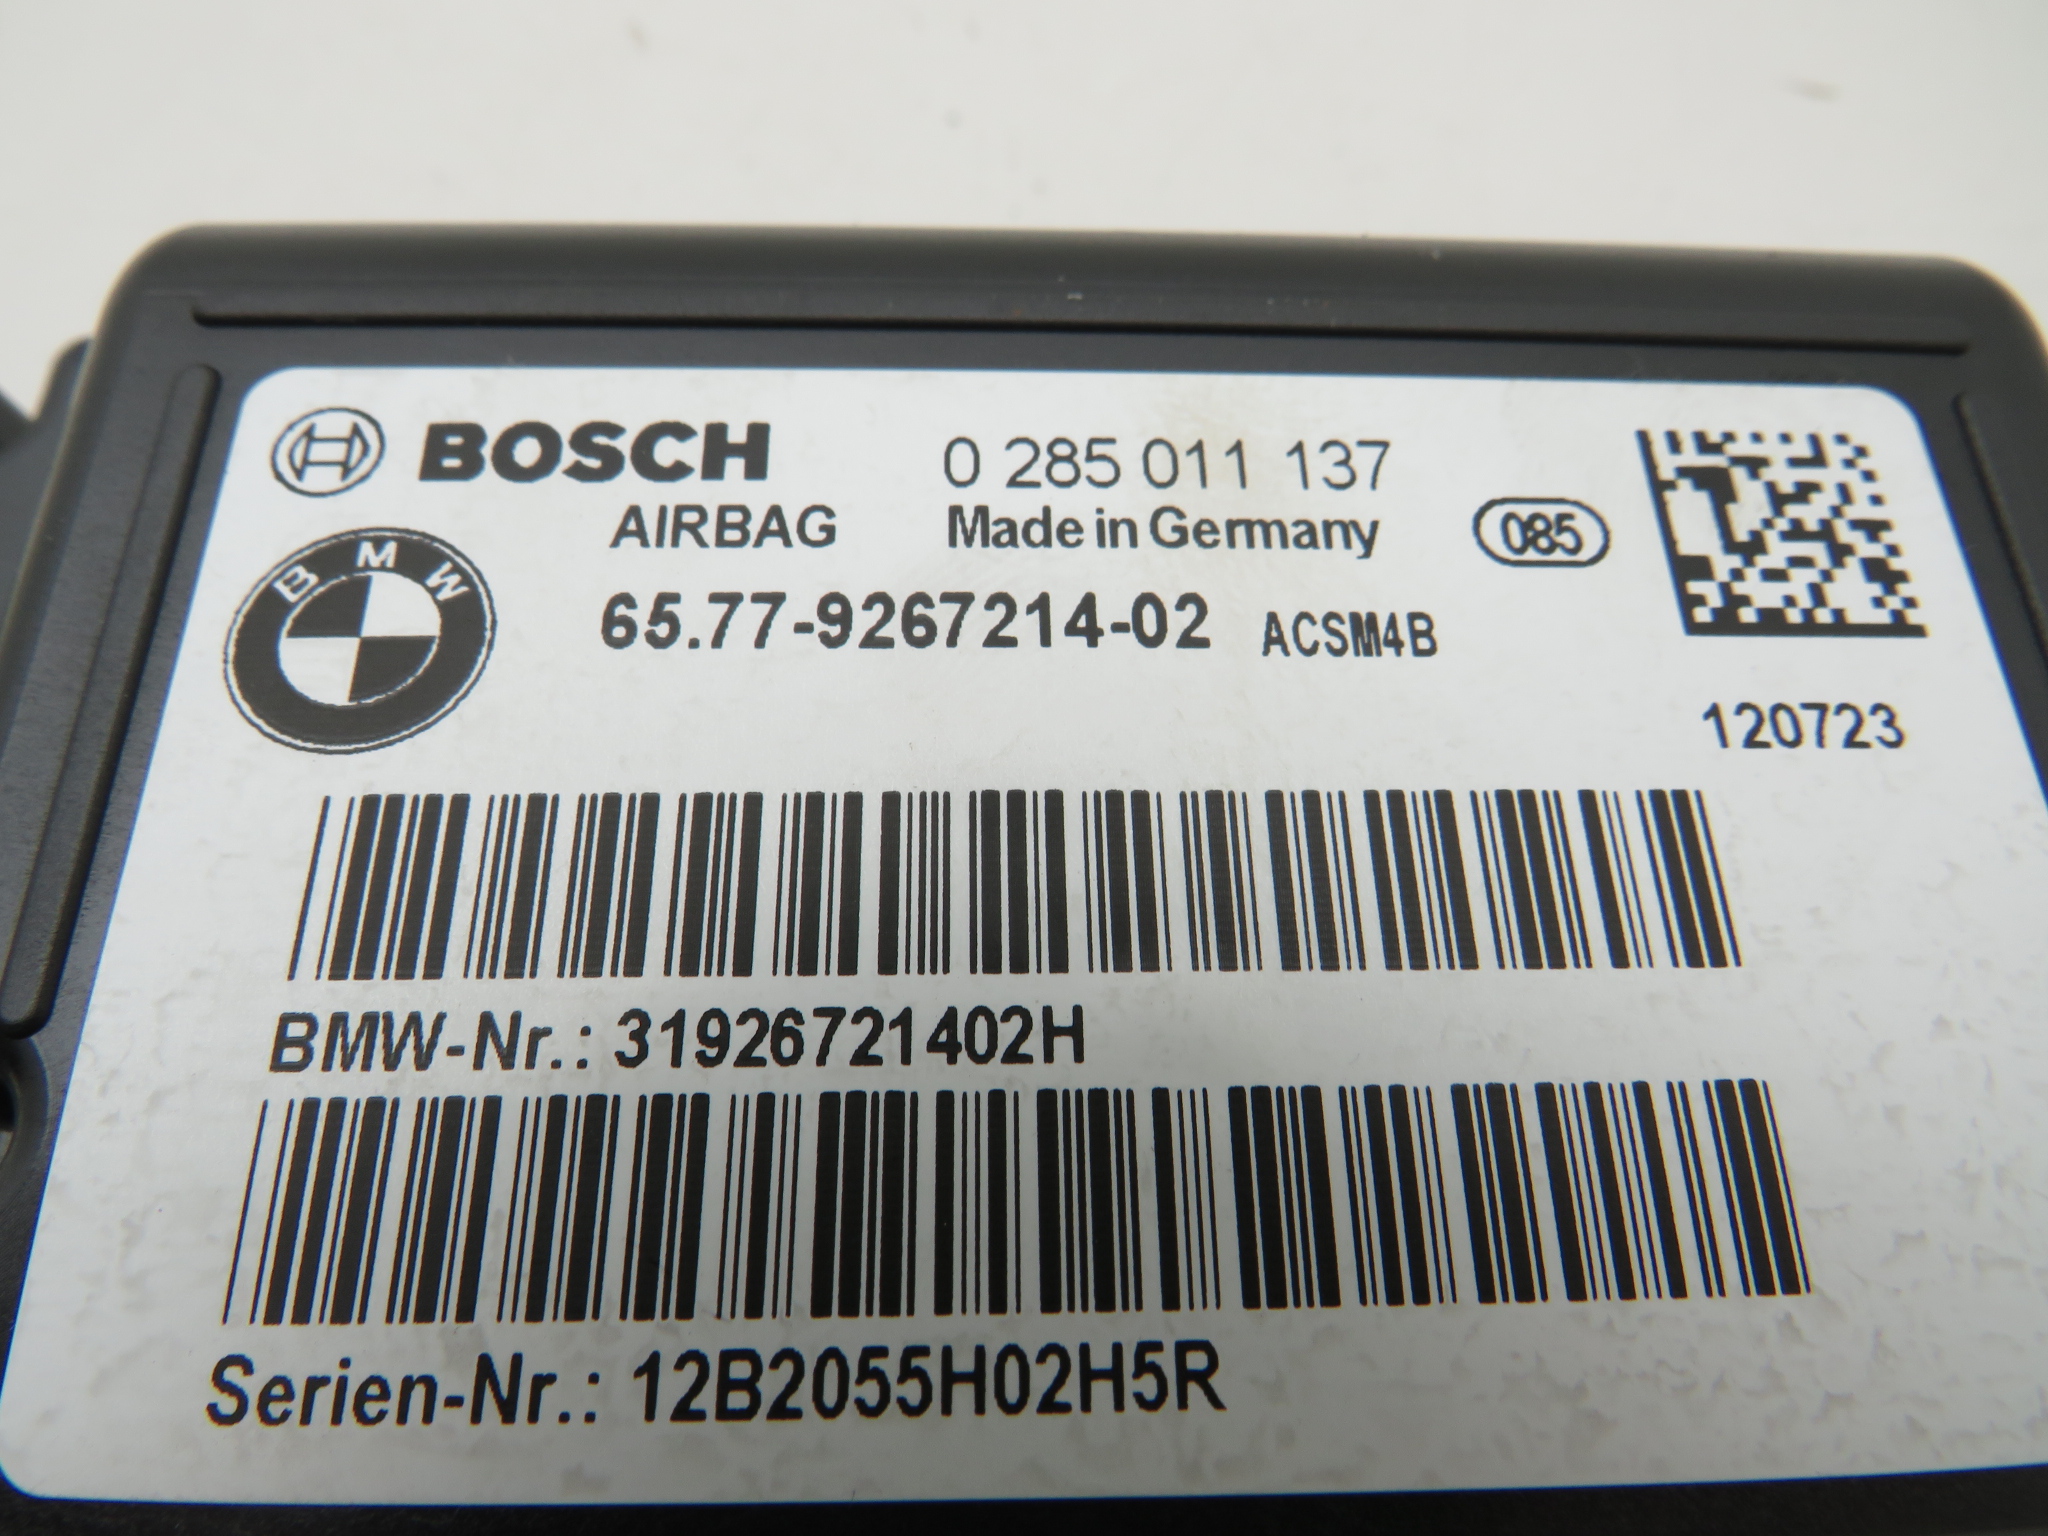 BOSCH 0 285 011 137
AIRBAG Made in Germany 085
BMW 65.77-9267214-02 ACSM4B
120723
BMW-Nr.: 31926721402H
Serien-Nr.: 12B2055H02H5R